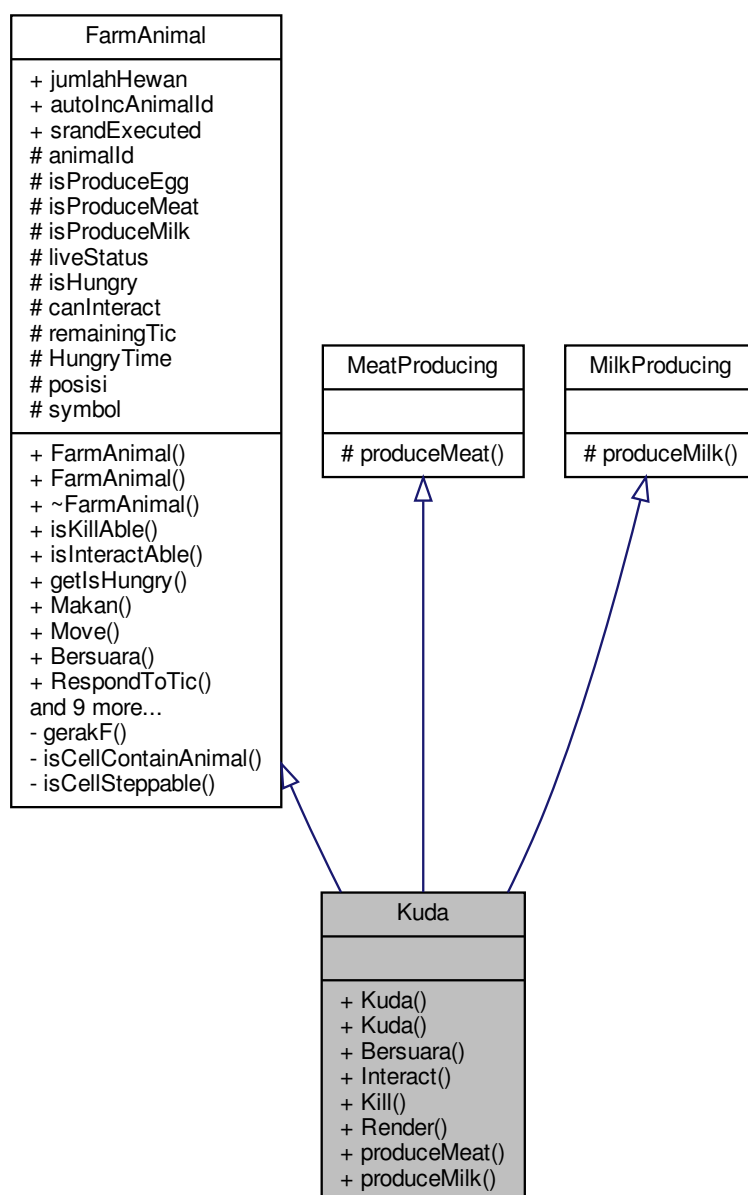 FarmAnimal
+ jumlahHewan
+ autoIncAnimalId
+ srandExecuted
# animalId
# isProduceEgg
# isProduceMeat
# isProduceMilk
# liveStatus
# isHungry
# canInteract
# remainingTic
# HungryTime
# posisi
# symbol
+ FarmAnimal()
+ FarmAnimal()
+ ~FarmAnimal()
+ isKillAble()
+ isInteractAble()
+ getIsHungry()
+ Makan()
+ Move()
+ Bersuara()
+ RespondToTic()
and 9 more...
- gerakF()
- isCellContainAnimal()
- isCellSteppable()
MeatProducing
# produceMeat()
MilkProducing
# produceMilk()
Kuda
+ Kuda()
+ Kuda()
+ Bersuara()
+ Interact()
+ Kill()
+ Render()
+ produceMeat()
+ produceMilk()